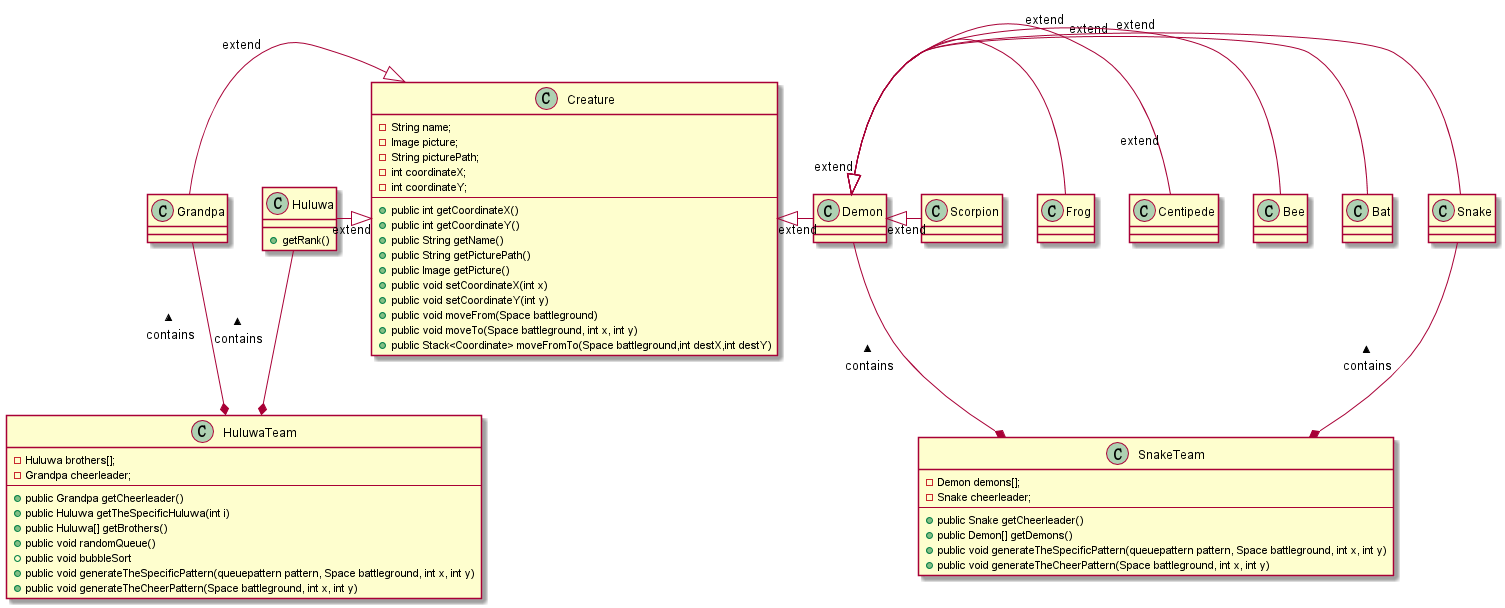 extend
extend
extend
extend
C Creature
String name;
Image picture;
String picturePath;
int coordinateX;
int coordinateY;
public int getCoordinateX()
public int getCoordinateY()
public String getName()
public String getPicturePath()
public Image getPicture()
public void setCoordinateX(int x)
public void setCoordinateY(int y)
public void moveFrom(Space battleground)
public void moveTo(Space battleground, int x, int y)
public Stack<Coordinate> moveFromTo(Space battleground,int destX,int destY)
extend
extend
C Grandpa
C Huluwa
getRank()
C Demon
C Scorpion
C Frog
C Centipede
C Bee
C Bat
C Snake
extend
extend
extend
▲
contains
▲
contains
▲
contains
▲
contains
C HuluwaTeam
Huluwa brothers[];
Grandpa cheerleader;
public Grandpa getCheerleader()
public Huluwa getTheSpecificHuluwa(int i)
public Huluwa[] getBrothers()
public void randomQueue()
public void bubbleSort
public void generateTheSpecificPattern(queuepattern pattern, Space battleground, int x, int y)
public void generateTheCheerPattern(Space battleground, int x, int y)
C SnakeTeam
Demon demons[];
Snake cheerleader;
public Snake getCheerleader()
public Demon[] getDemons()
public void generateTheSpecificPattern(queuepattern pattern, Space battleground, int x, int y)
public void generateTheCherPattern(Space battleground, int x, int y)